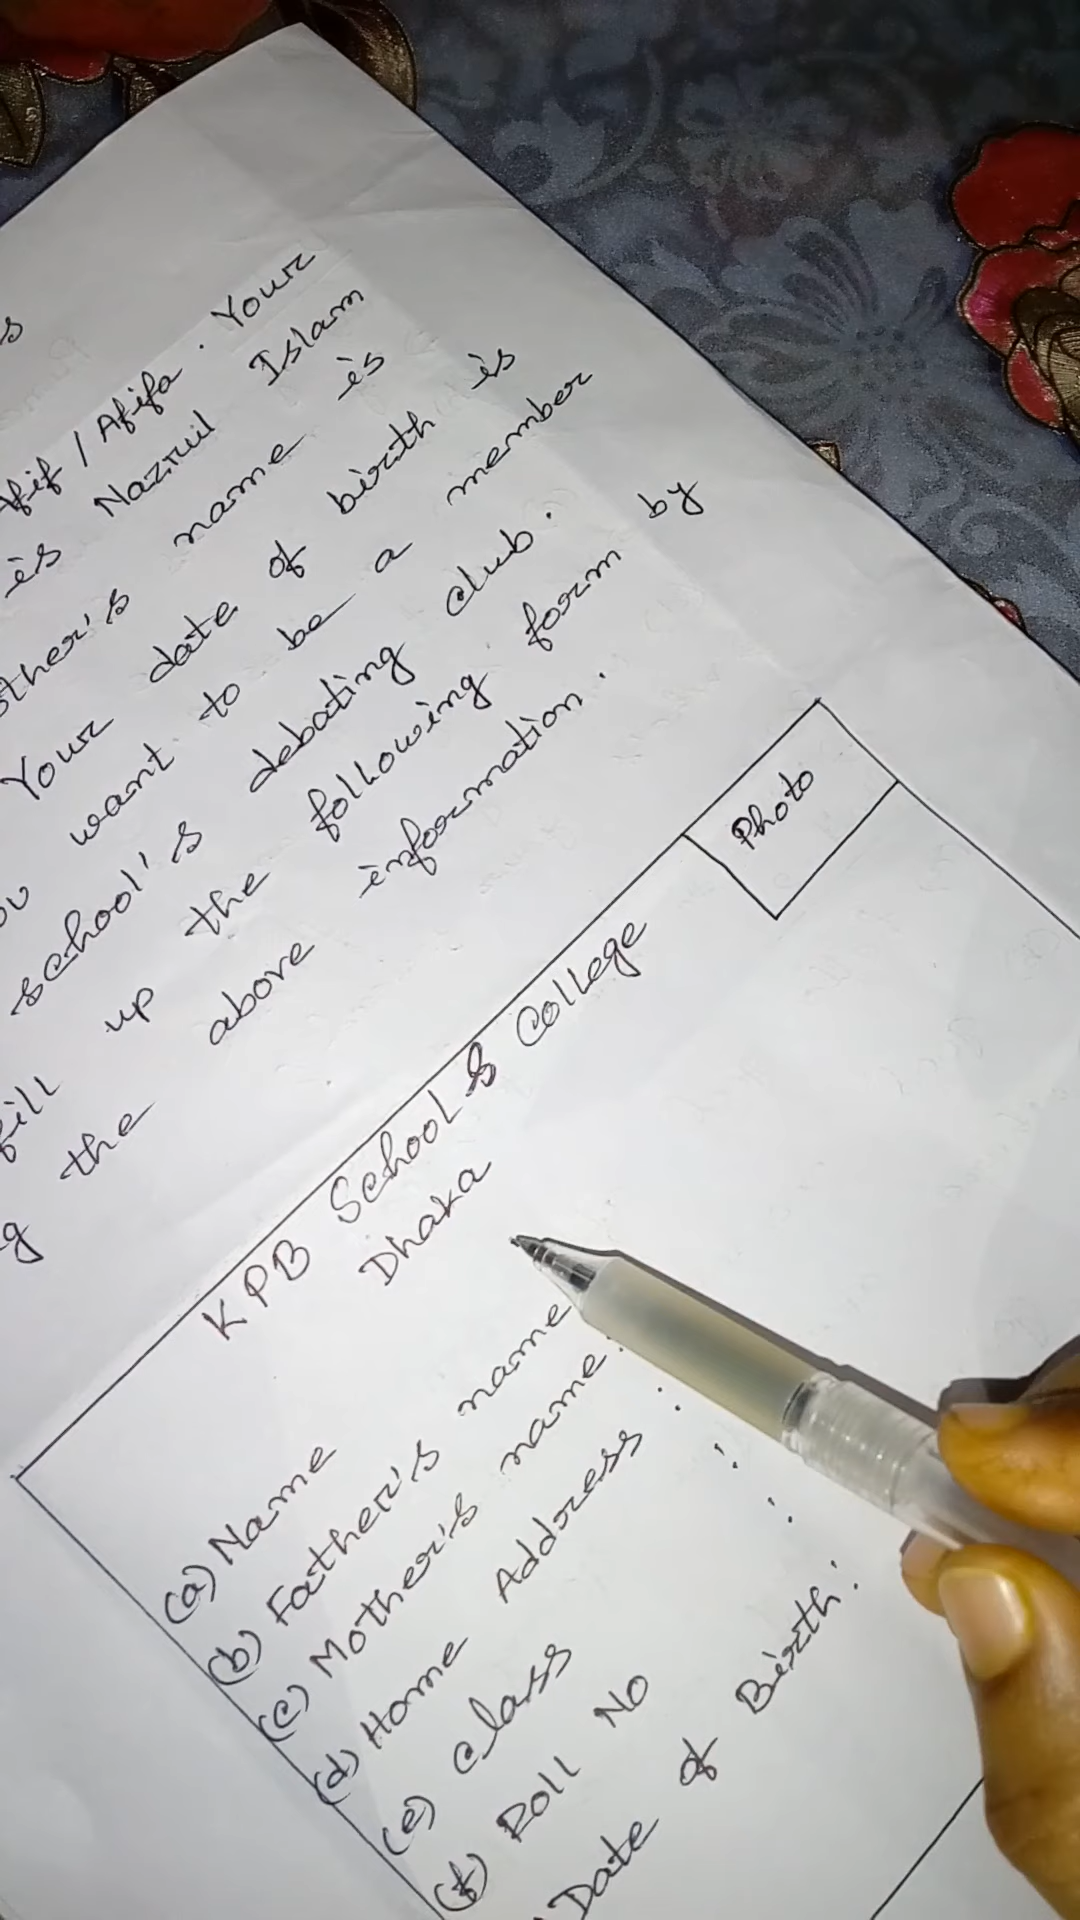 Afif / Afifa . Your
is Nazrul Islam
name is
Your date of birth is
want to be a member
school's debating club.
fill up the following form by
the above information.
Photo
KPB School & College
Dhaka
(a) Name
(b) Father's name
(c) Mother's name :
(d) Home Address :
(e) class :
(f) Roll No :
Date of Birth :